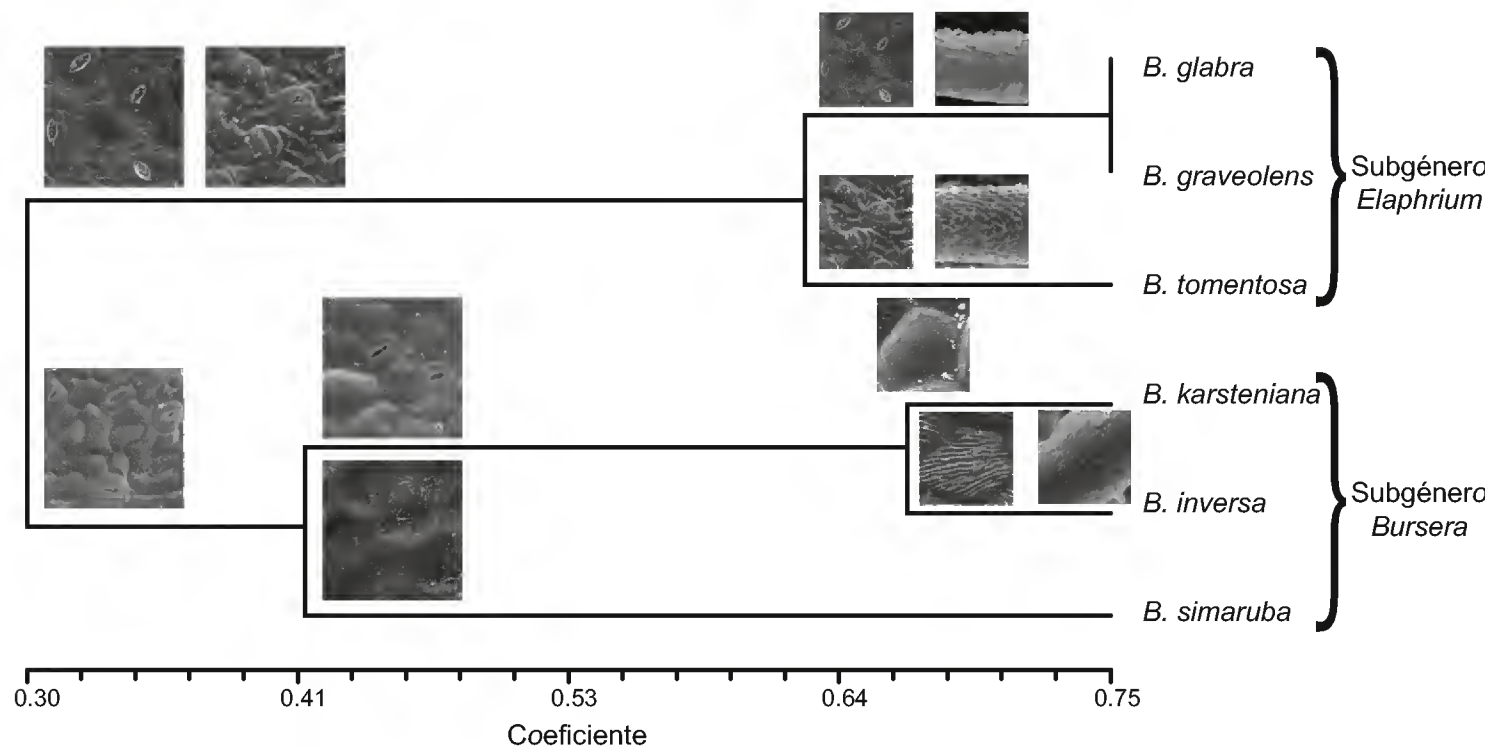 B. glabra
B. graveolens
B. tomentosa
Subgénero
Elaphrium
B. karsteniana
B. inversa
B. simaruba
Subgénero
Bursera
0.30 0.41 0.53 0.64 0.75
Coeficiente